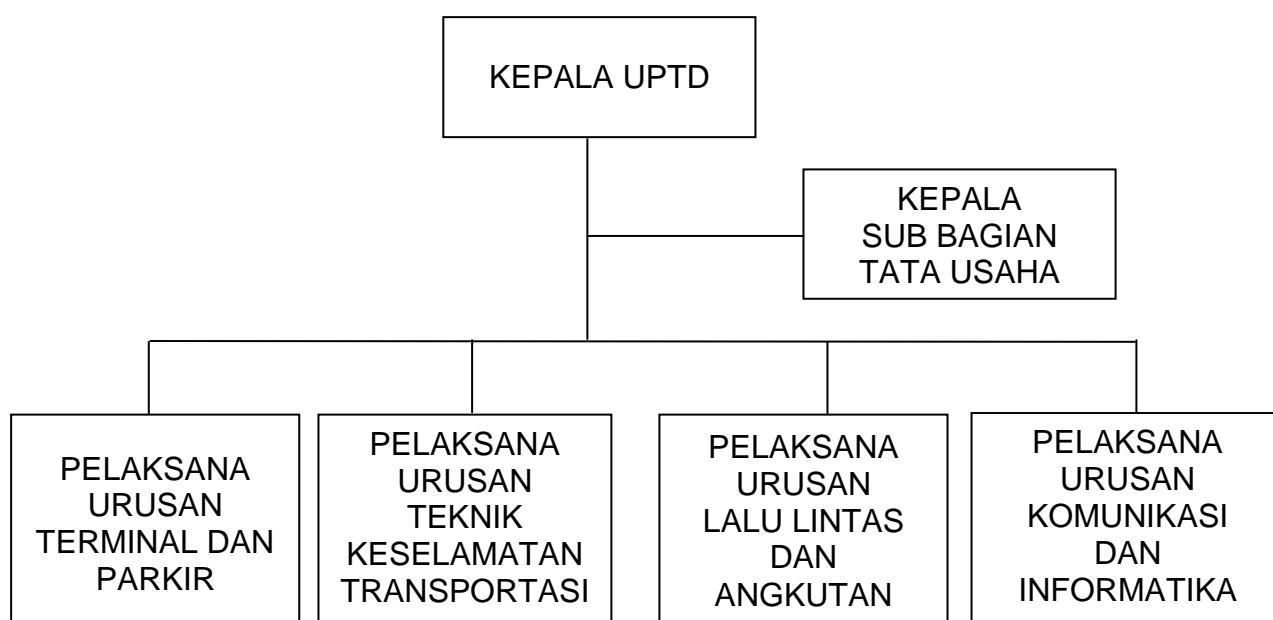 KEPALA UPTD
KEPALA
SUB BAGIAN
TATA USAHA
PELAKSANA
URUSAN
TERMINAL DAN
PARKIR
PELAKSANA
URUSAN
TEKNIK
KESELAMATAN
TRANSPORTASI
PELAKSANA
URUSAN
LALU LINTAS
DAN
ANGKUTAN
PELAKSANA
URUSAN
KOMUNIKASI
DAN
INFORMATIKA